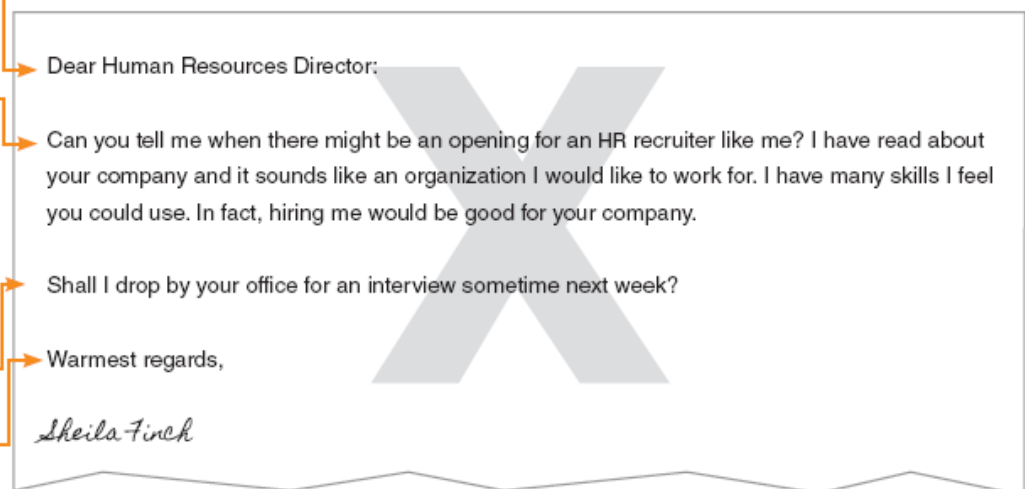 Dear Human Resources Director:
Can you tell me when there might be an opening for an HR recruiter like me? I have read about
your company and it sounds like an organization I would like to work for. I have many skills I feel
you could use. In fact, hiring me would be good for your company.
Shall I drop by your office for an interview sometime next week?
Warmest regards,
Sheila Finch